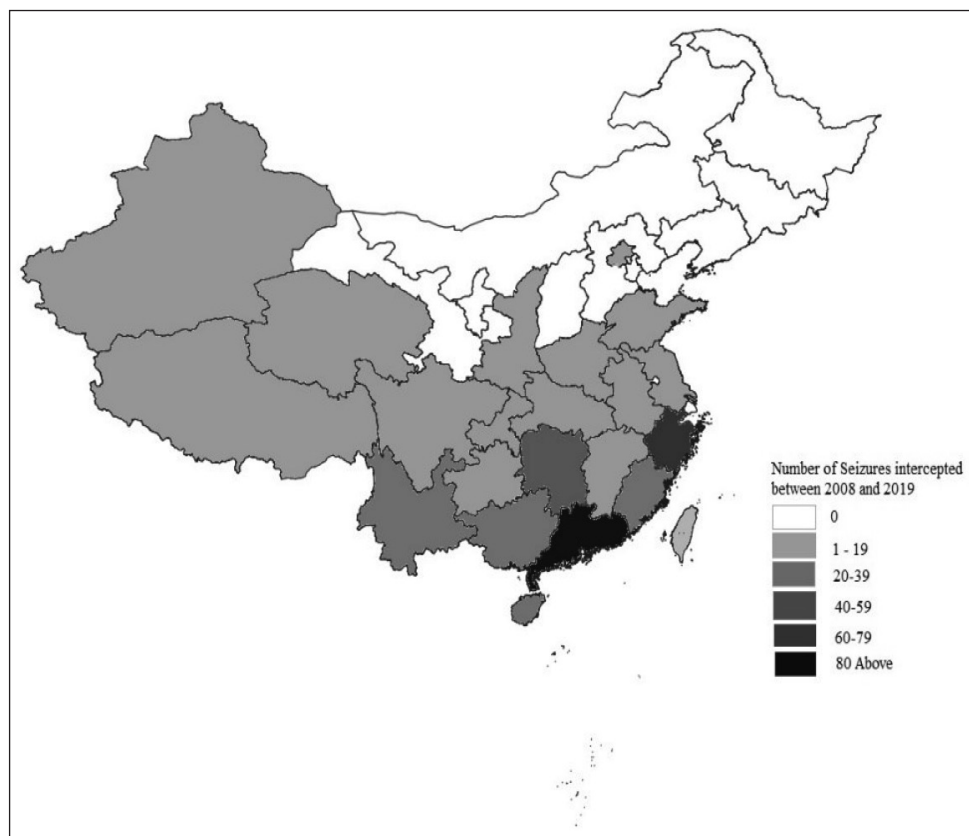 Number of Seizures intercepted
between 2008 and 2019
0
1 - 19
20-39
40-59
60-79
80 Above